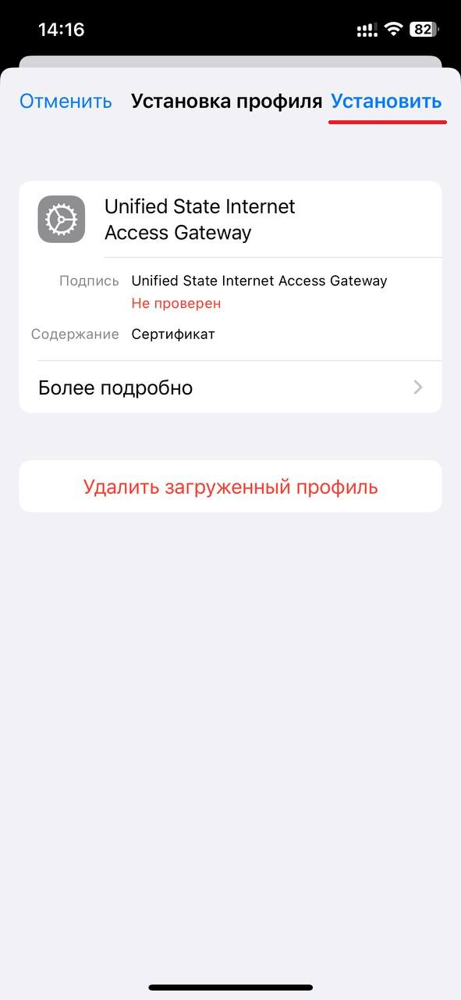 14:16
82
Отменить
Установка профиля
Установить
Unified State Internet
Access Gateway
Подпись
Unified State Internet Access Gateway
Не проверен
Содержание
Сертификат
Более подробно
Удалить загруженный профиль